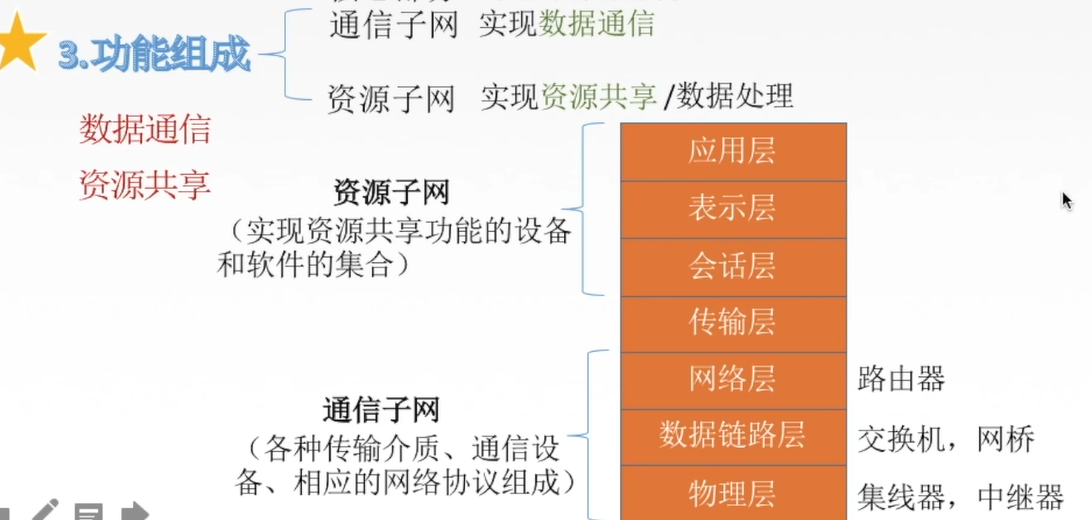 通信子网 实现数据通信
3.功能组成
资源子网 实现资源共享/数据处理
数据通信
资源共享
资源子网
(实现资源共享功能的设备
和软件的集合)
应用层
表示层
会话层
传输层
网络层 路由器
数据链路层 交换机，网桥
物理层 集线器，中继器
通信子网
(各种传输介质、通信设
备、相应的网络协议组成)